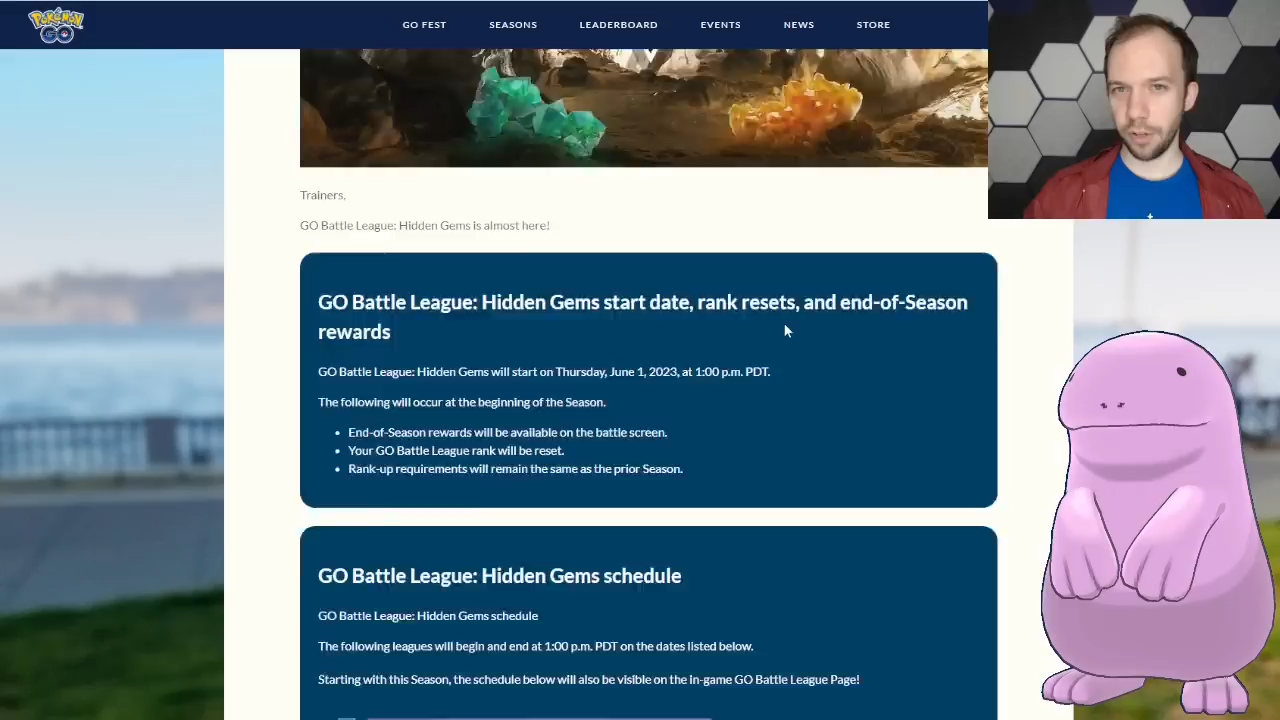 POKÉMON
GO
GO FEST SEASONS LEADERBOARD EVENTS NEWS STORE
Trainers,
GO Battle League: Hidden Gems is almost here!
GO Battle League: Hidden Gems start date, rank resets, and end-of-Season
rewards
GO Battle League: Hidden Gems will start on Thursday, June 1, 2023, at 1:00 p.m. PDT.
The following will occur at the beginning of the Season.
• End-of-Season rewards will be available on the battle screen.
• Your GO Battle League rank will be reset.
• Rank-up requirements will remain the same as the prior Season.
GO Battle League: Hidden Gems schedule
GO Battle League: Hidden Gems schedule
The following leagues will begin and end at 1:00 p.m. PDT on the dates listed below.
Starting with this Season, the schedule below will also be visible on the in-game GO Battle League Page!